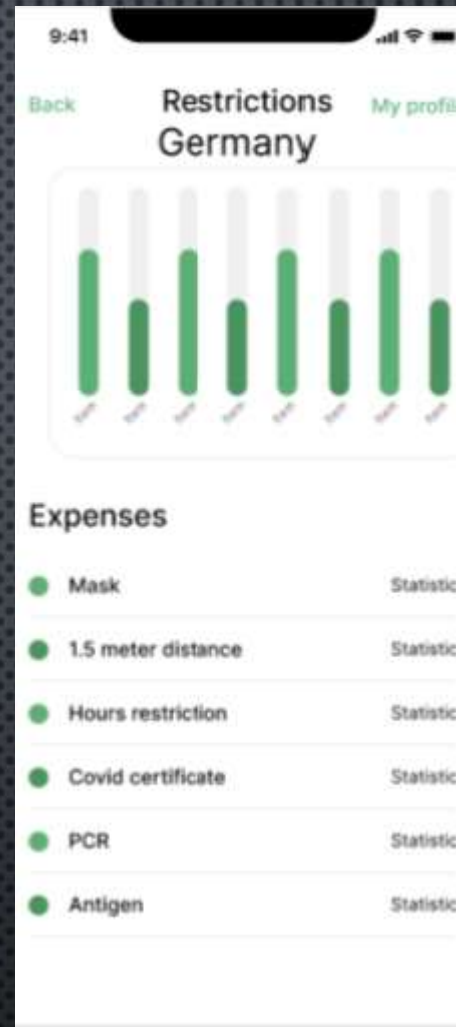 9:41
Back Restrictions My profil
Germany
Expenses
Mask Statistic
1.5 meter distance Statistic
Hours restriction Statistic
Covid certificate Statistic
PCR Statistic
Antigen Statistic